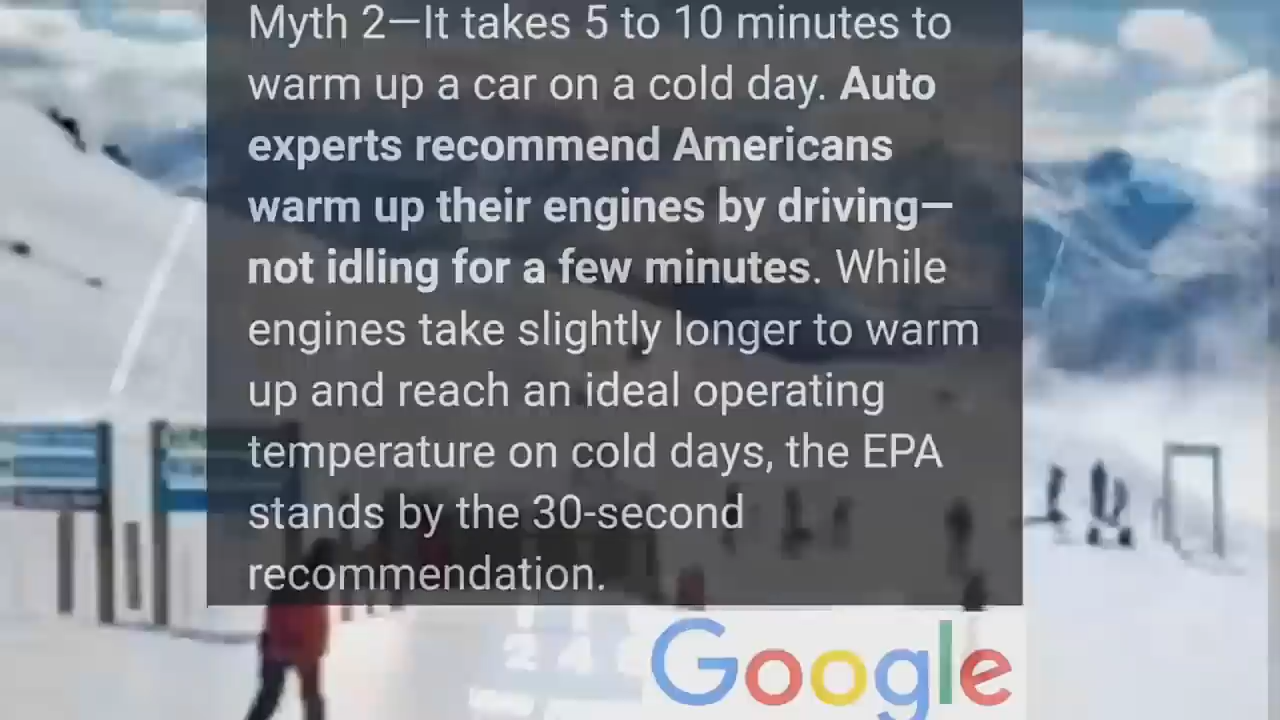 Myth 2—It takes 5 to 10 minutes to
warm up a car on a cold day. Auto
experts recommend Americans
warm up their engines by driving—
not idling for a few minutes. While
engines take slightly longer to warm
up and reach an ideal operating
temperature on cold days, the EPA
stands by the 30-second
recommendation.
2 4
Google